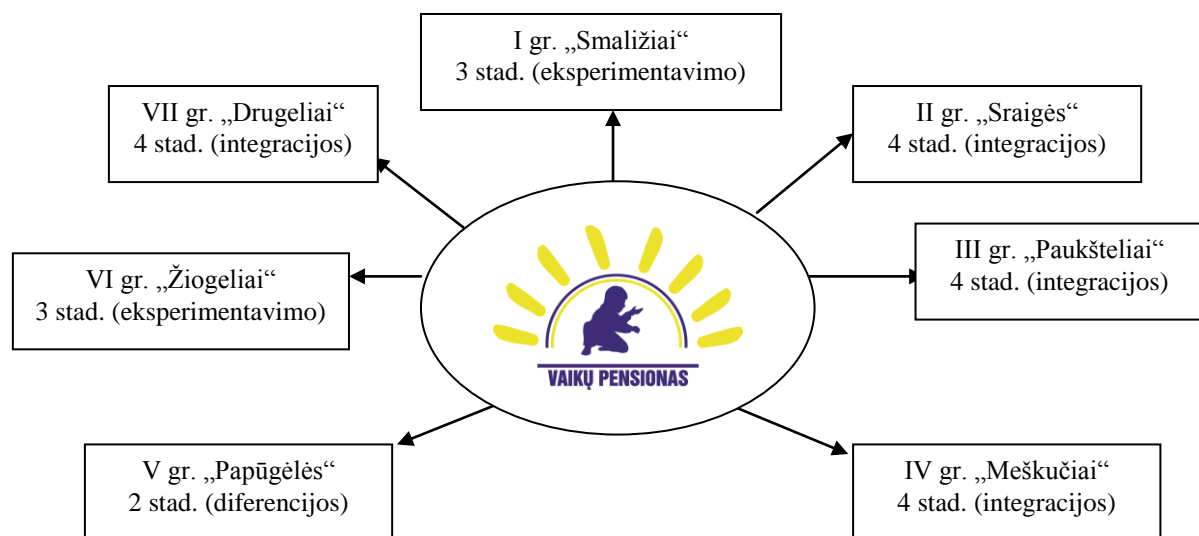 I gr. „Smaližiai“
3 stad. (eksperimentavimo)
VII gr. „Drugeliai“
4 stad. (integracijos)
II gr. „Sraigės“
4 stad. (integracijos)
VI gr. „Žiogeliai“
3 stad. (eksperimentavimo)
III gr. „Paukšteliai“
4 stad. (integracijos)
VAIKŲ PENSIONAS
V gr. „Papūgėlės“
2 stad. (diferencijos)
IV gr. „Meškučiai“
4 stad. (integracijos)